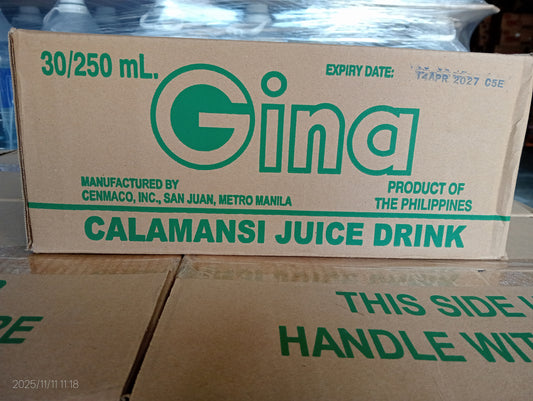 30/250 mL.
Gina
EXPIRY DATE:
14APR 2027 C5E
MANUFACTURED BY
CENMACO, INC., SAN JUAN, METRO MANILA
PRODUCT OF
THE PHILIPPINES
CALAMANSI JUICE DRINK
THIS SIDE
HANDLE WIT
2025/11/11 11:18